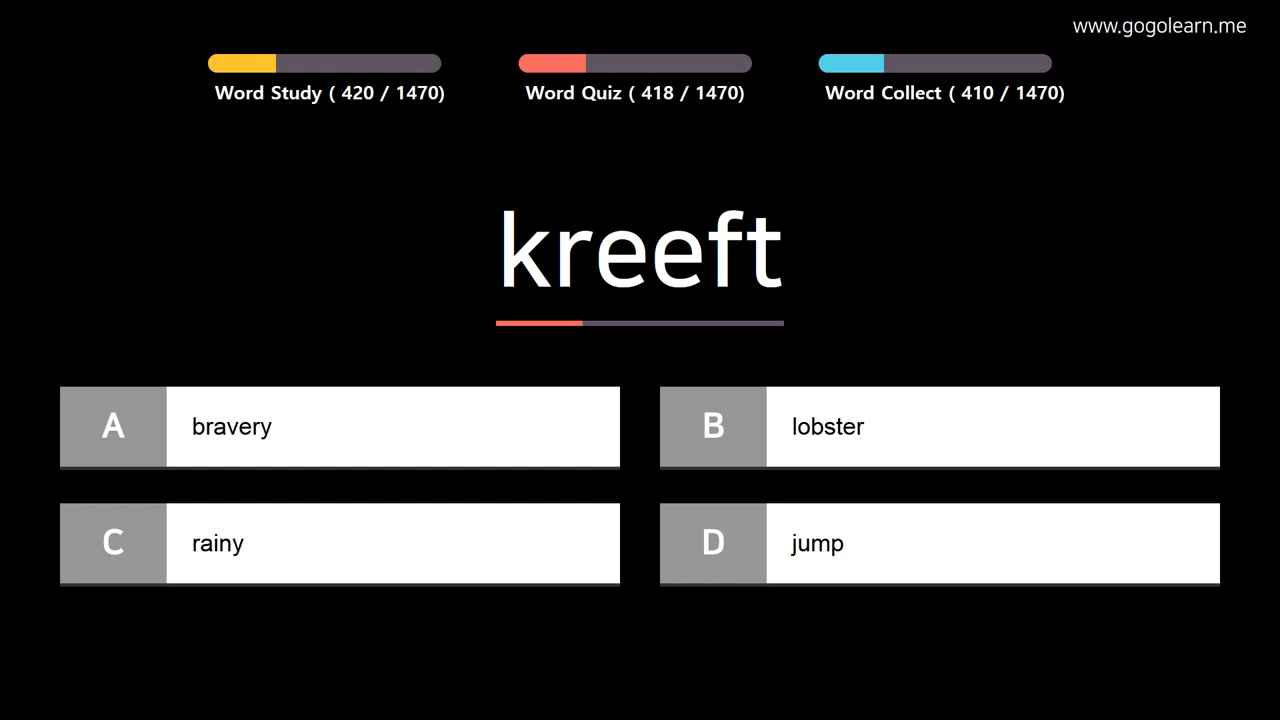 www.gogolearn.me
Word Study ( 420 / 1470)
Word Quiz ( 418 / 1470)
Word Collect ( 410 / 1470)
kreeft
A bravery
B lobster
C rainy
D jump